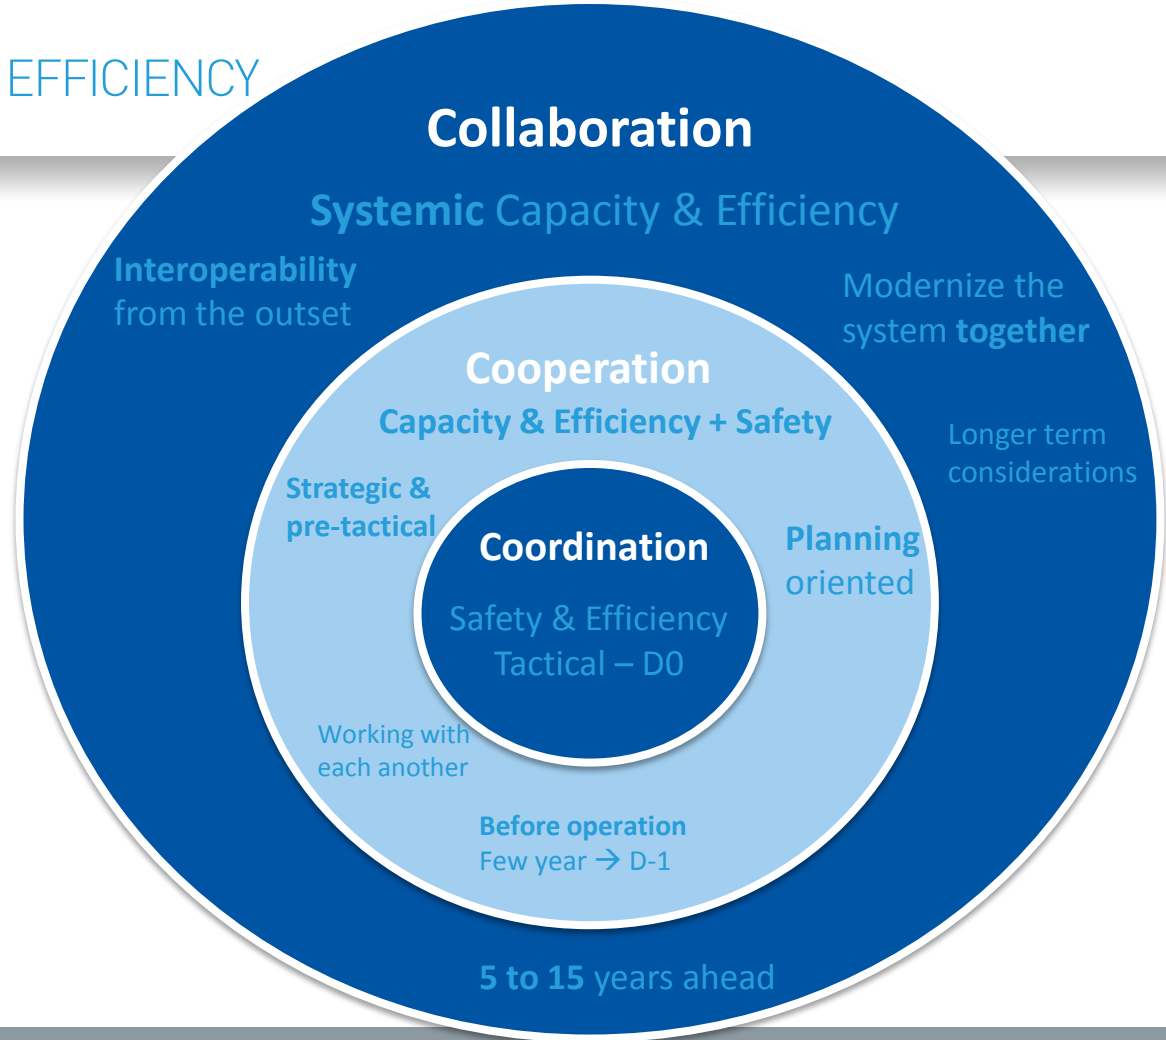 EFFICIENCY
Collaboration
Systemic Capacity & Efficiency
Interoperability
from the outset
Modernize the
system together
Longer term
considerations
Cooperation
Capacity & Efficiency + Safety
Strategic &
pre-tactical
Planning
oriented
Coordination
Safety & Efficiency
Tactical – D0
Working with
each another
Before operation
Few year → D-1
5 to 15 years ahead